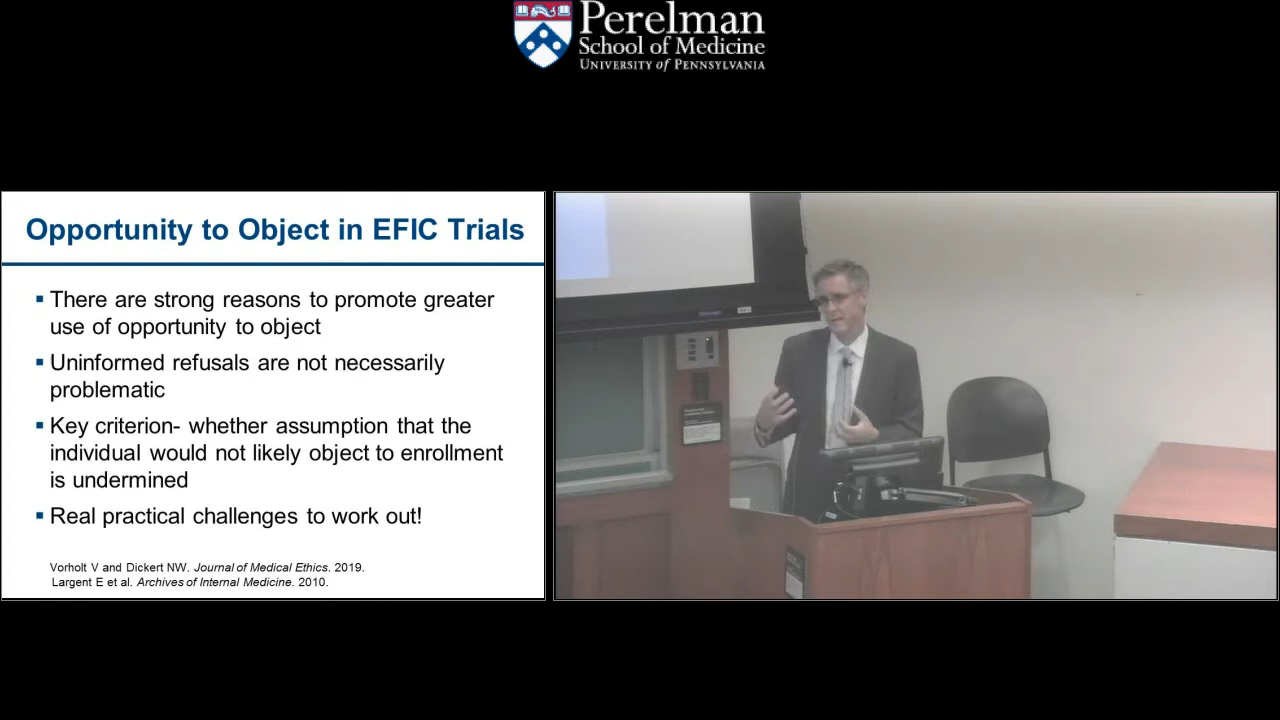 Perelman
School of Medicine
UNIVERSITY of PENNSYLVANIA
Opportunity to Object in EFIC Trials
▪ There are strong reasons to promote greater
use of opportunity to object
▪ Uninformed refusals are not necessarily
problematic
▪ Key criterion- whether assumption that the
individual would not likely object to enrollment
is undermined
▪ Real practical challenges to work out!
Vorholt V and Dickert NW. Journal of Medical Ethics. 2019.
Largent E et al. Archives of Internal Medicine. 2010.